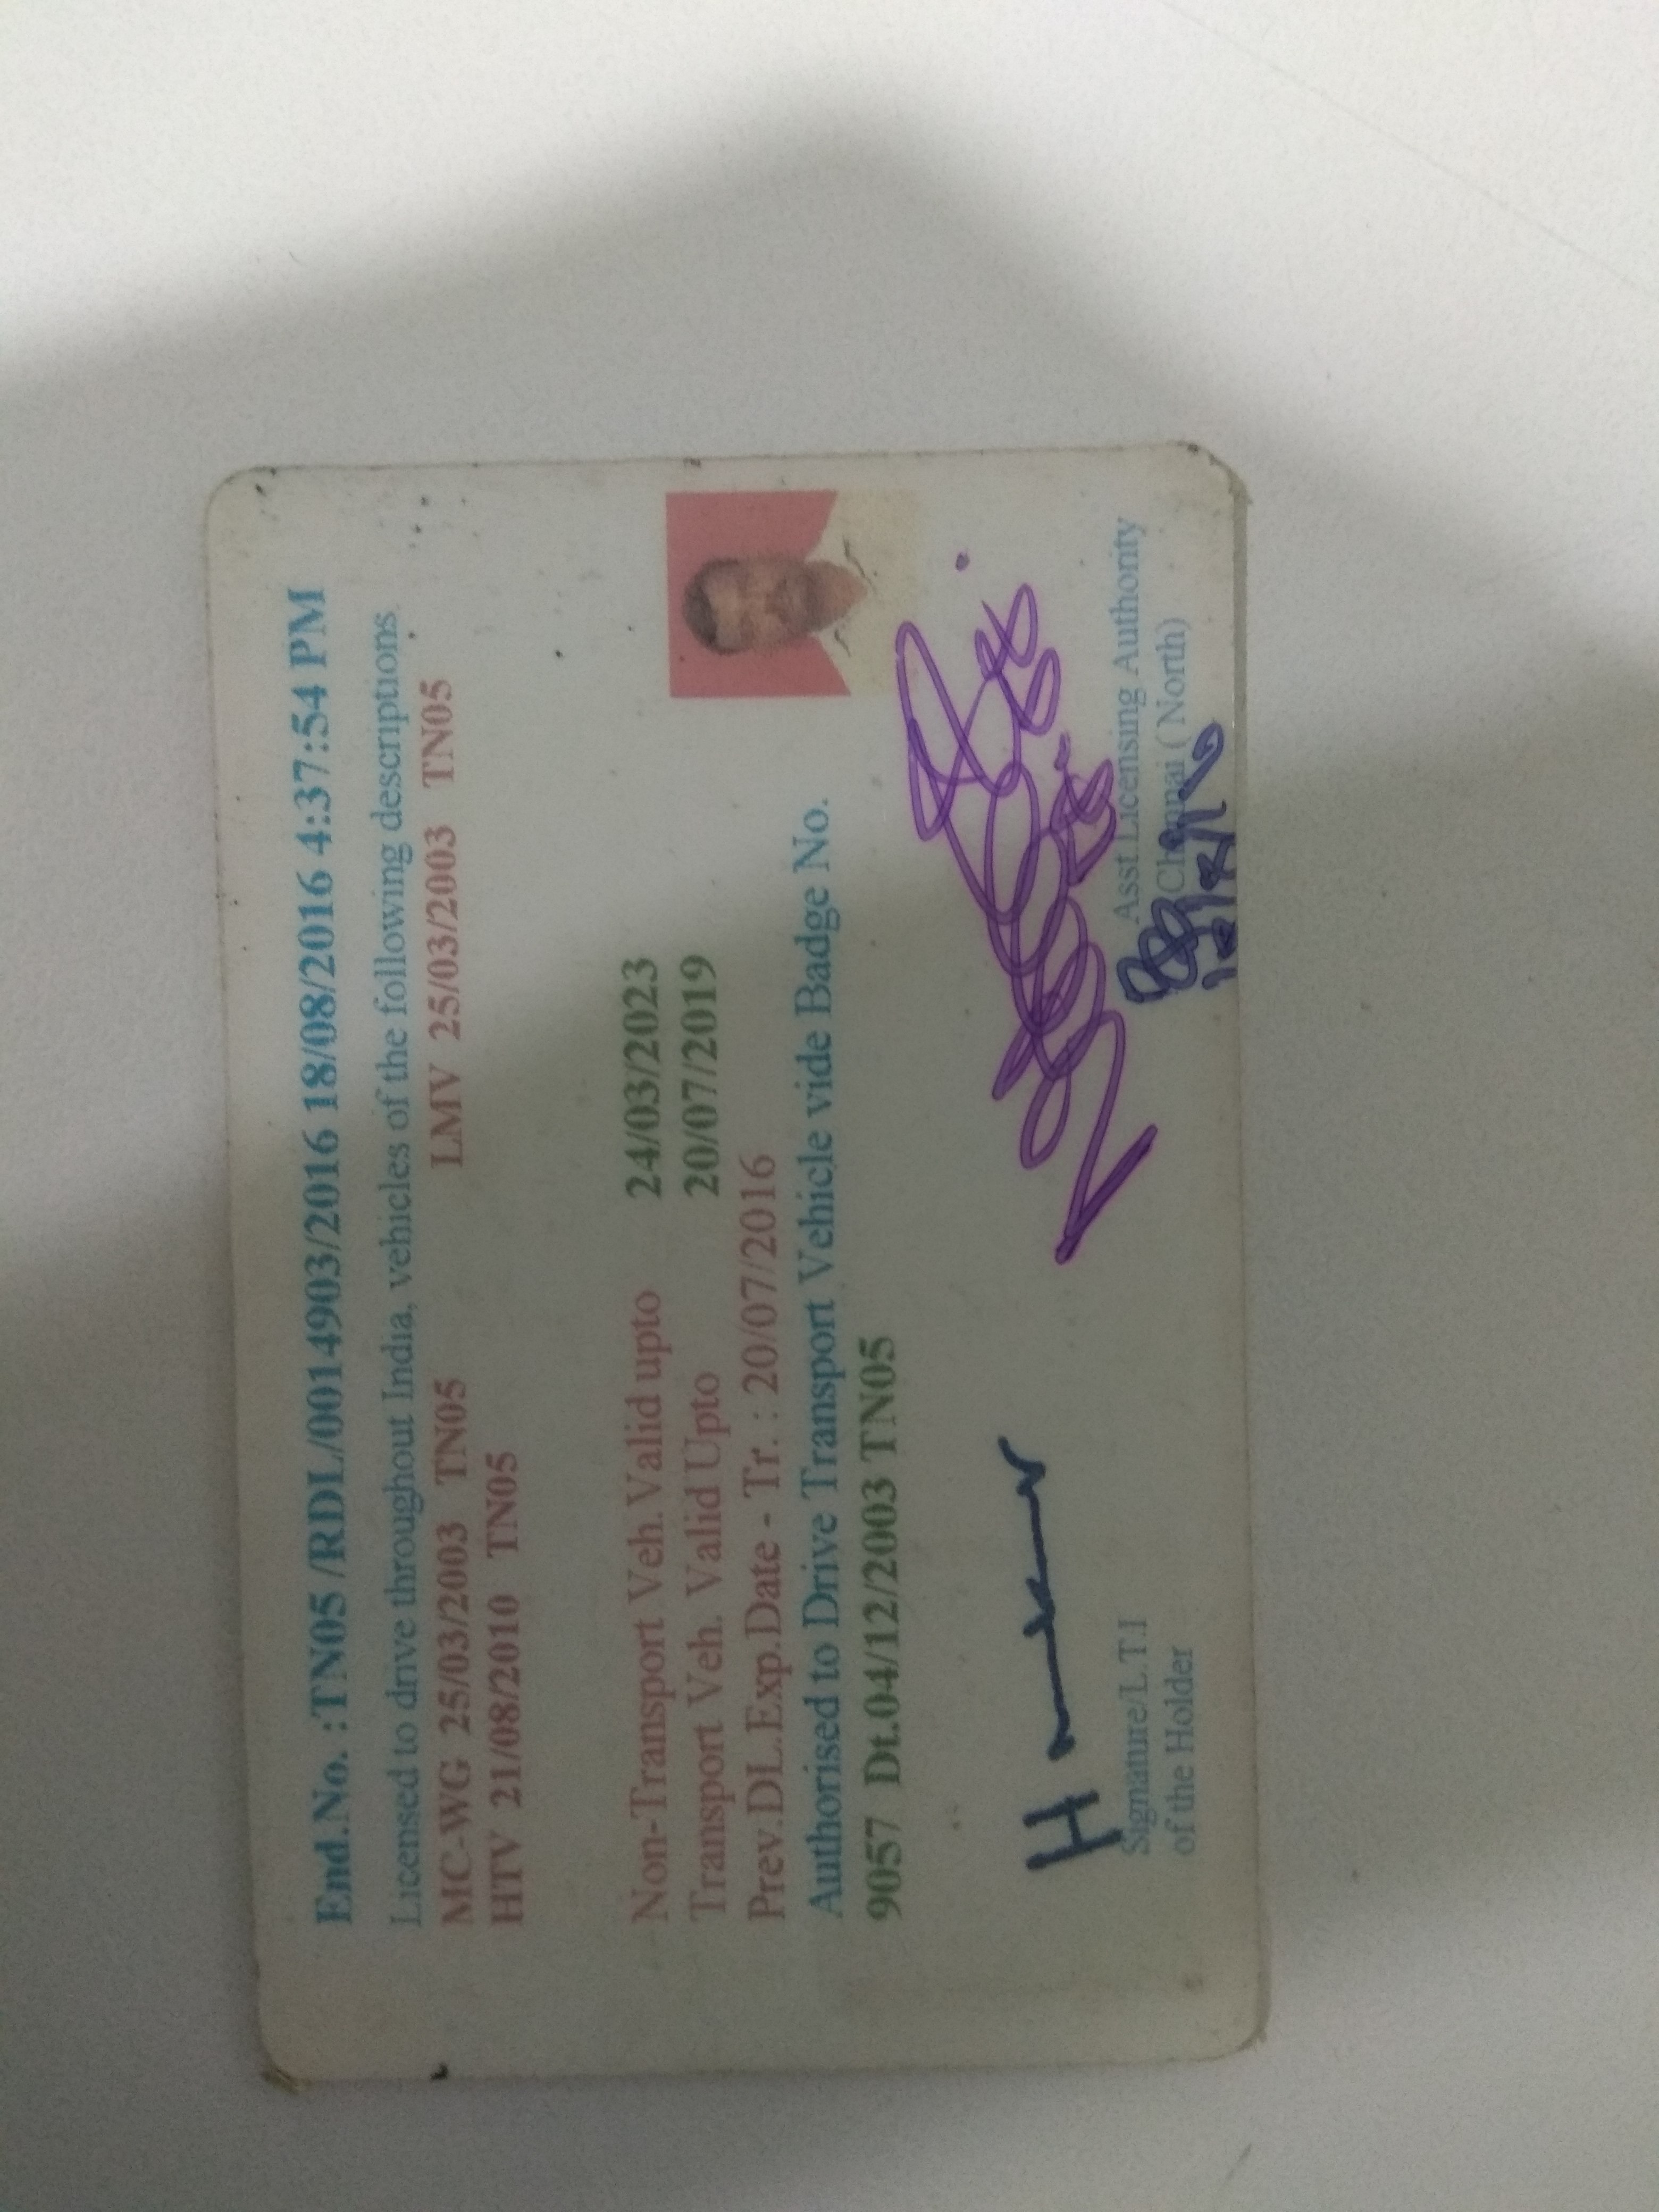 End.No. :TN05 /RDL/0014903/2016 18/08/2016 4:37:54 PM
Licensed to drive throughout India, vehicles of the following descriptions
MC-WG 25/03/2003 TN05 LMV 25/03/2003 TN05
HTV 21/08/2010 TN05
Non-Transport Veh. Valid upto 24/03/2023
Transport Veh. Valid Upto 20/07/2019
Prev.DL.Exp.Date - Tr. : 20/07/2016
Authorised to Drive Transport Vehicle vide Badge No.
9057 Dt.04/12/2003 TN05
Signature/L.T.I
of the Holder
Asst.Licensing Authority
Chennai (North)